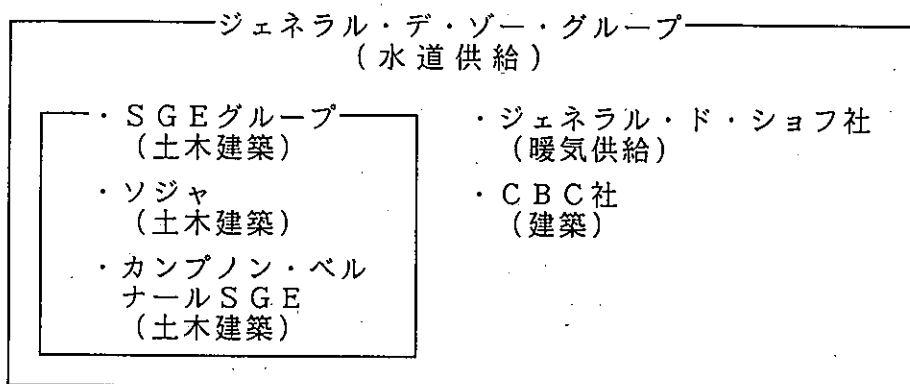 ジェネラル・デ・ゾー・グループ
(水道供給)
・SGEグループ
(土木建築)
・ソジャ
(土木建築)
・カンプノン・ベル
ナールSGE
(土木建築)
・ジェネラル・ド・ショフ社
(暖気供給)
・CBC社
(建築)